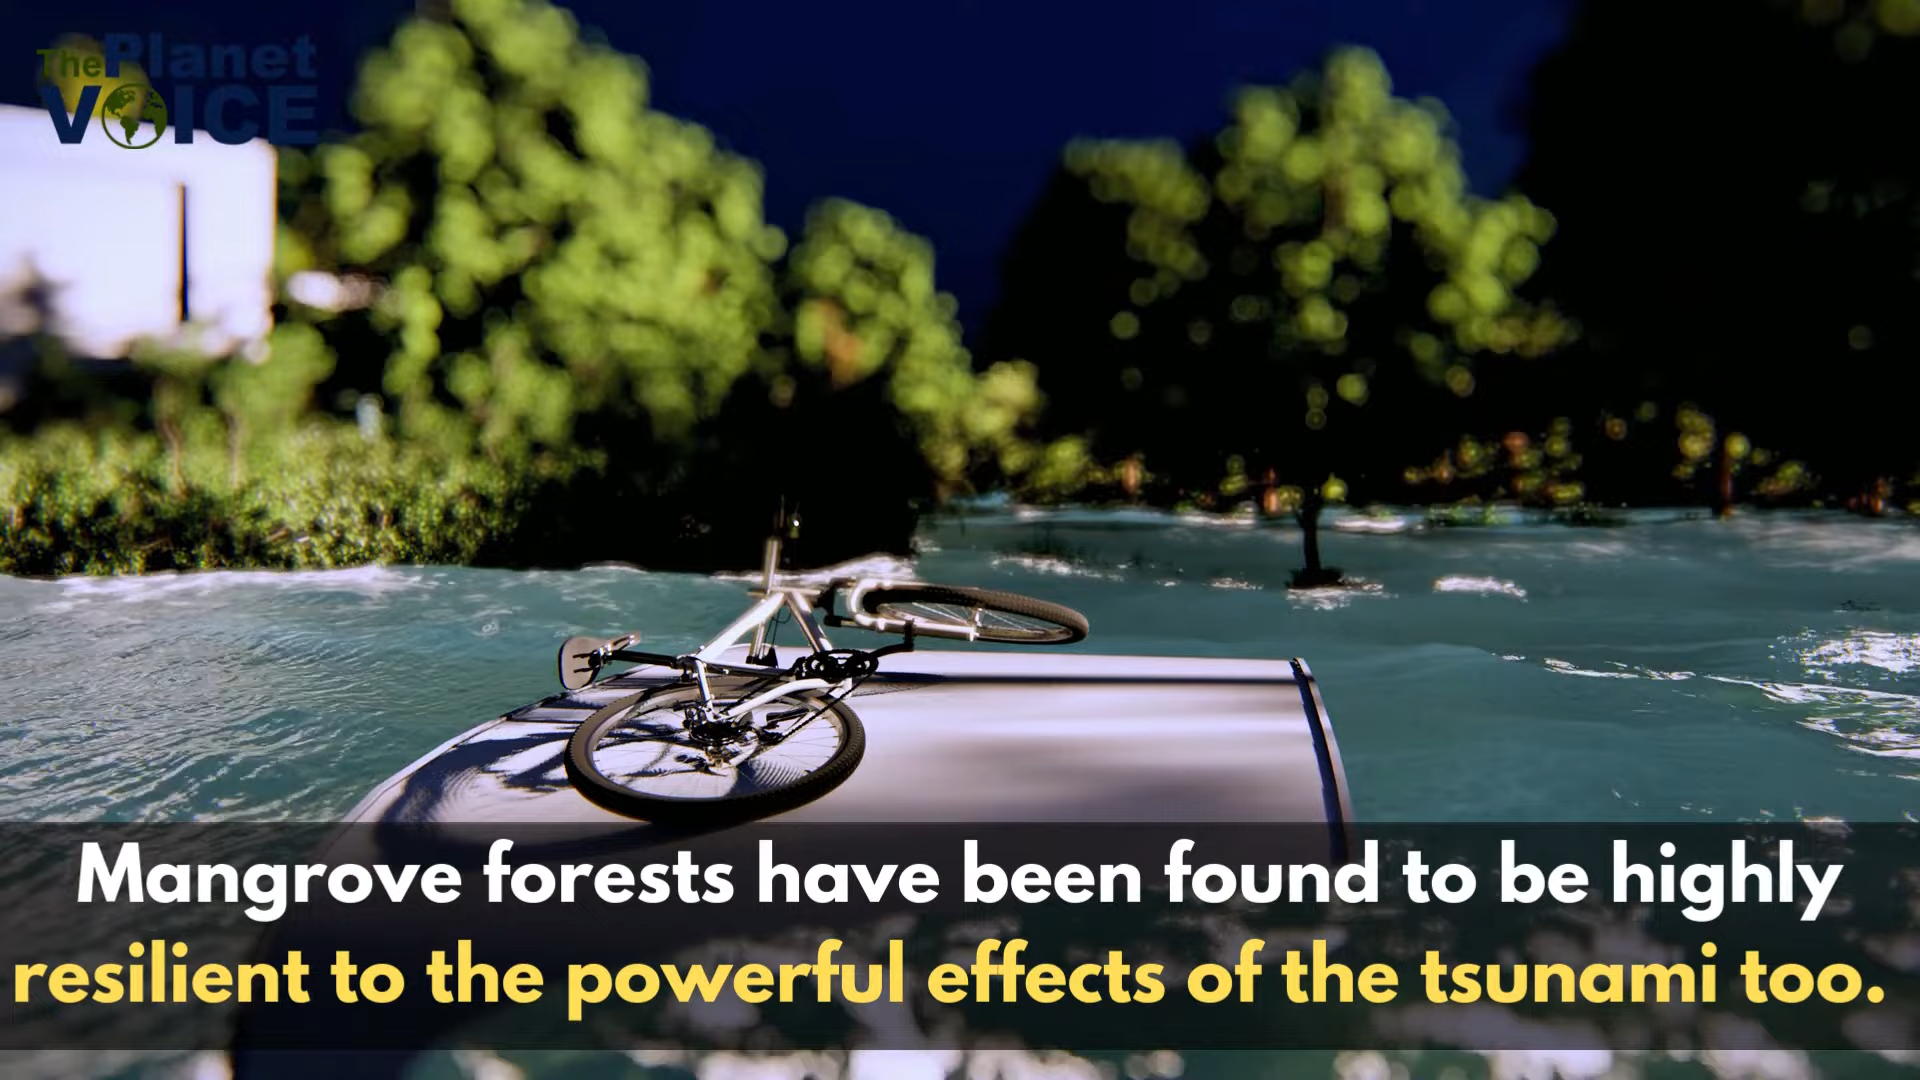 The Planet
VOICE
Mangrove forests have been found to be highly
resilient to the powerful effects of the tsunami too.